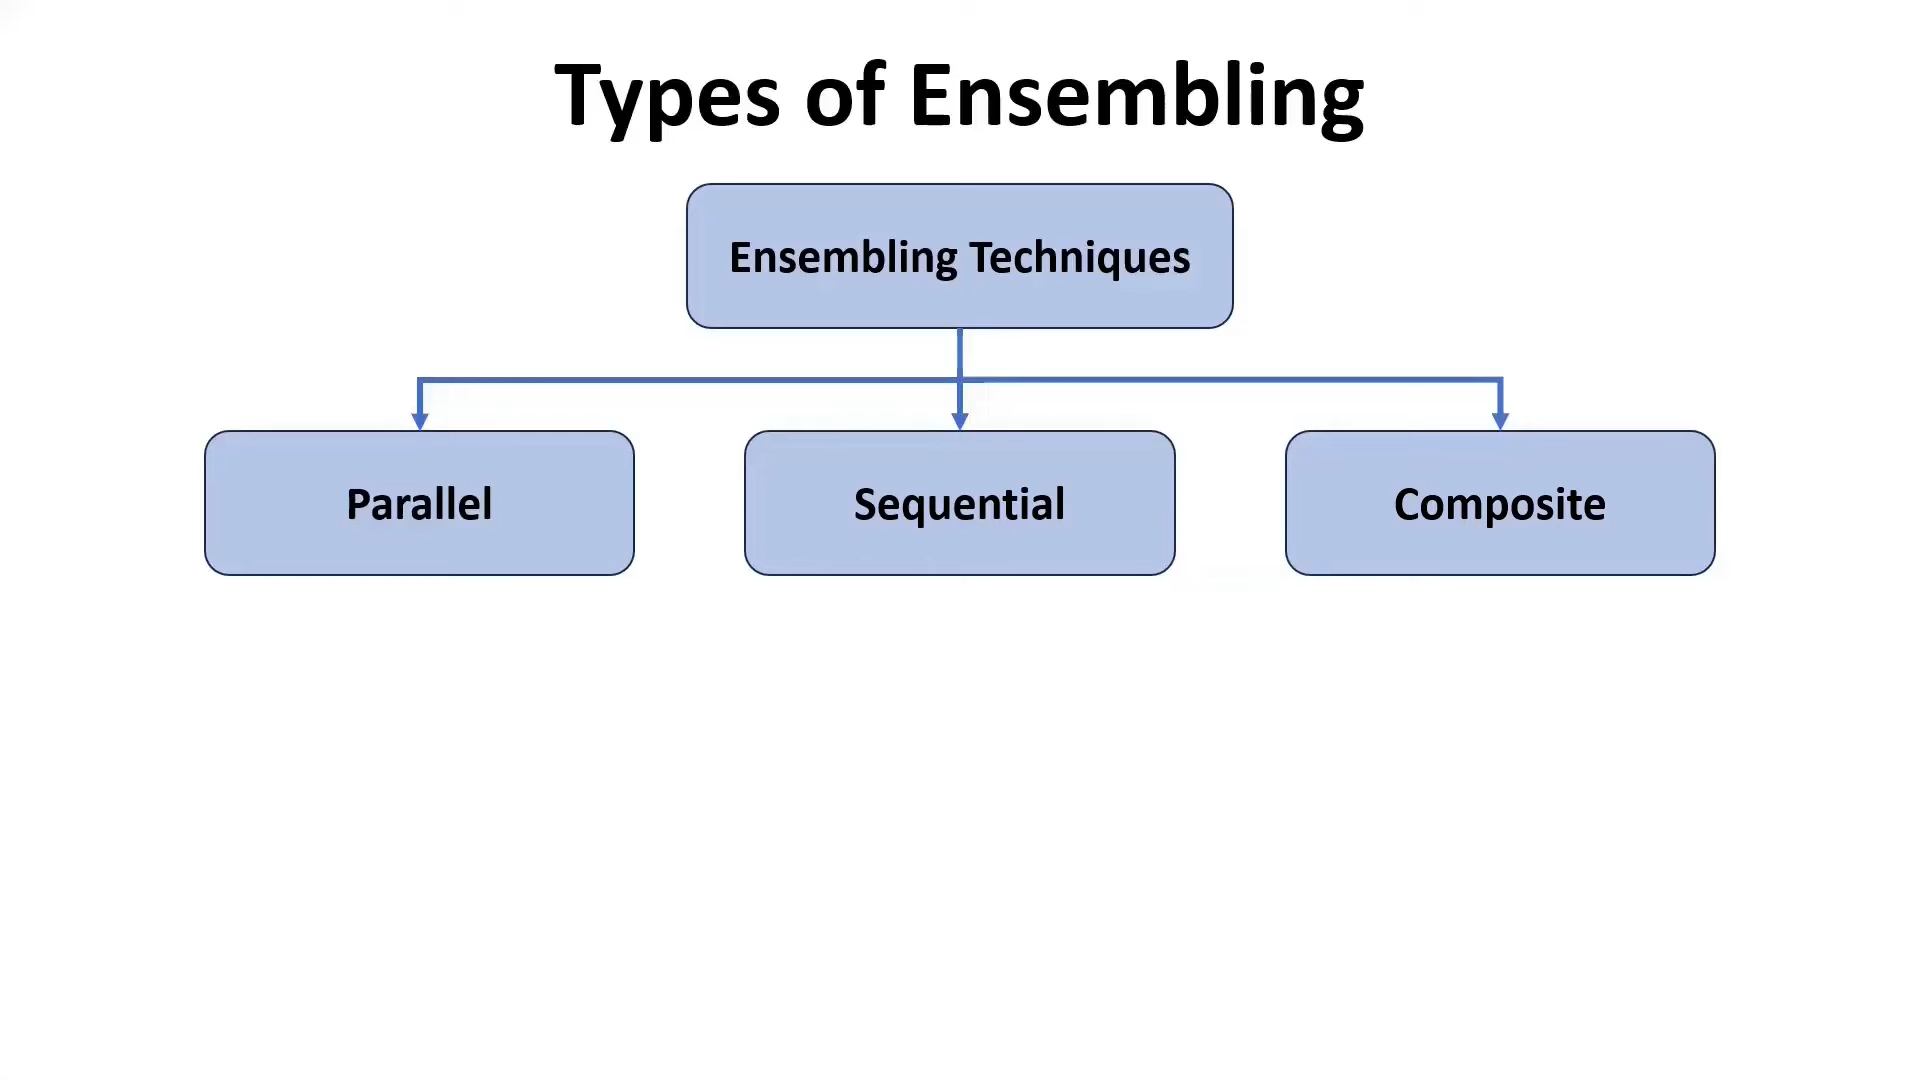 Types of Ensembling
Ensembling Techniques
Parallel
Sequential
Composite